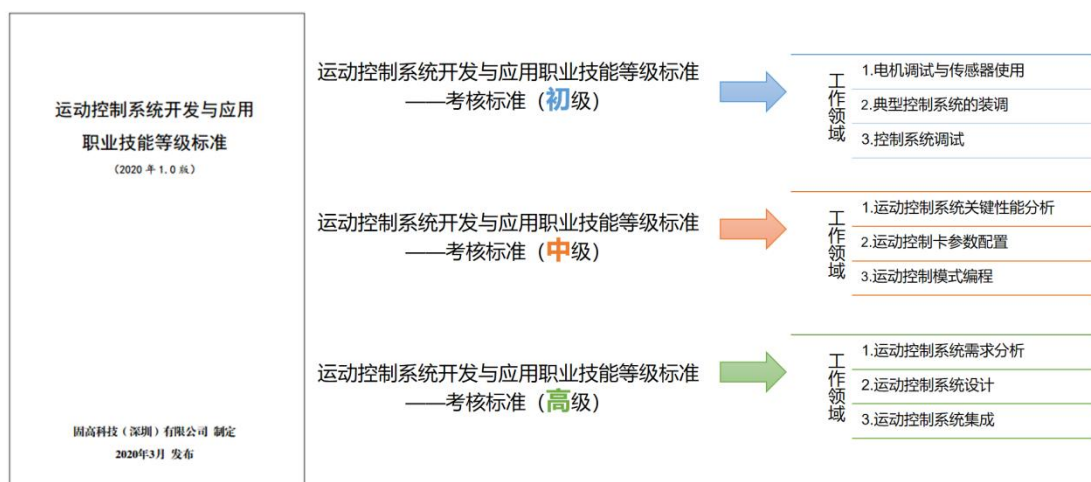 运动控制系统开发与应用
职业技能等级标准
（2020 年 1.0 版）
固高科技（深圳）有限公司 制定
2020年3月 发布
运动控制系统开发与应用职业技能等级标准
——考核标准（初级）
工作领域
1.电机调试与传感器使用
2.典型控制系统的装调
3.控制系统调试
运动控制系统开发与应用职业技能等级标准
——考核标准（中级）
工作领域
1.运动控制系统关键性能分析
2.运动控制卡参数配置
3.运动控制模式编程
运动控制系统开发与应用职业技能等级标准
——考核标准（高级）
工作领域
1.运动控制系统需求分析
2.运动控制系统设计
3.运动控制系统集成